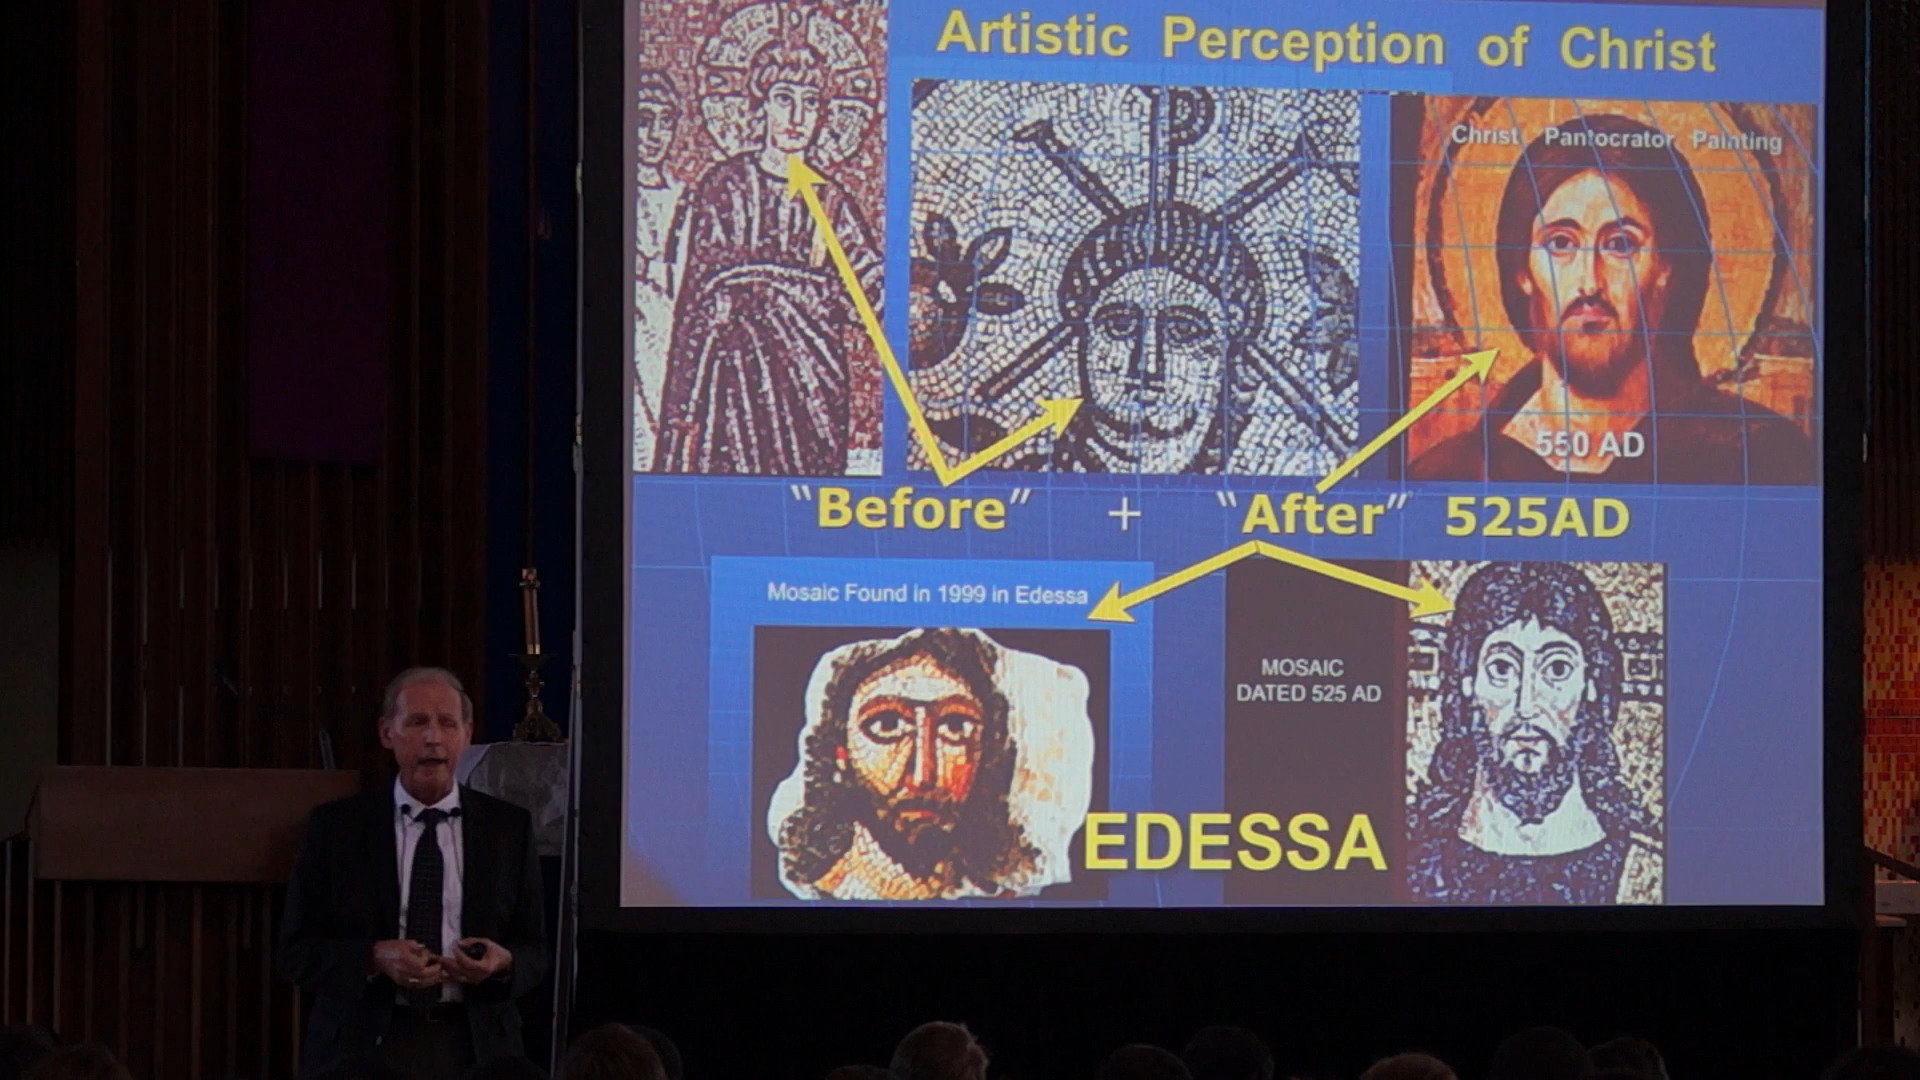 Artistic Perception of Christ
Christ Pantocrator Painting
550 AD
"Before" + "After" 525AD
Mosaic Found in 1999 in Edessa
MOSAIC
DATED 525 AD
EDESSA